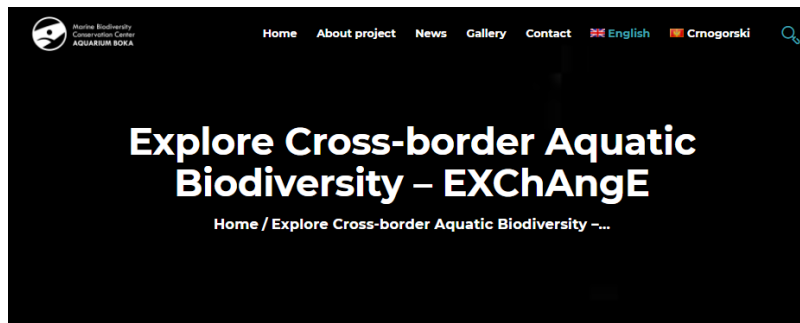 Marine Biodiversity
Conservation Center
AQUARIUM BOKA
Home About project News Gallery Contact English Crnogorski
Explore Cross-border Aquatic
Biodiversity – EXChAngE
Home / Explore Cross-border Aquatic Biodiversity –...